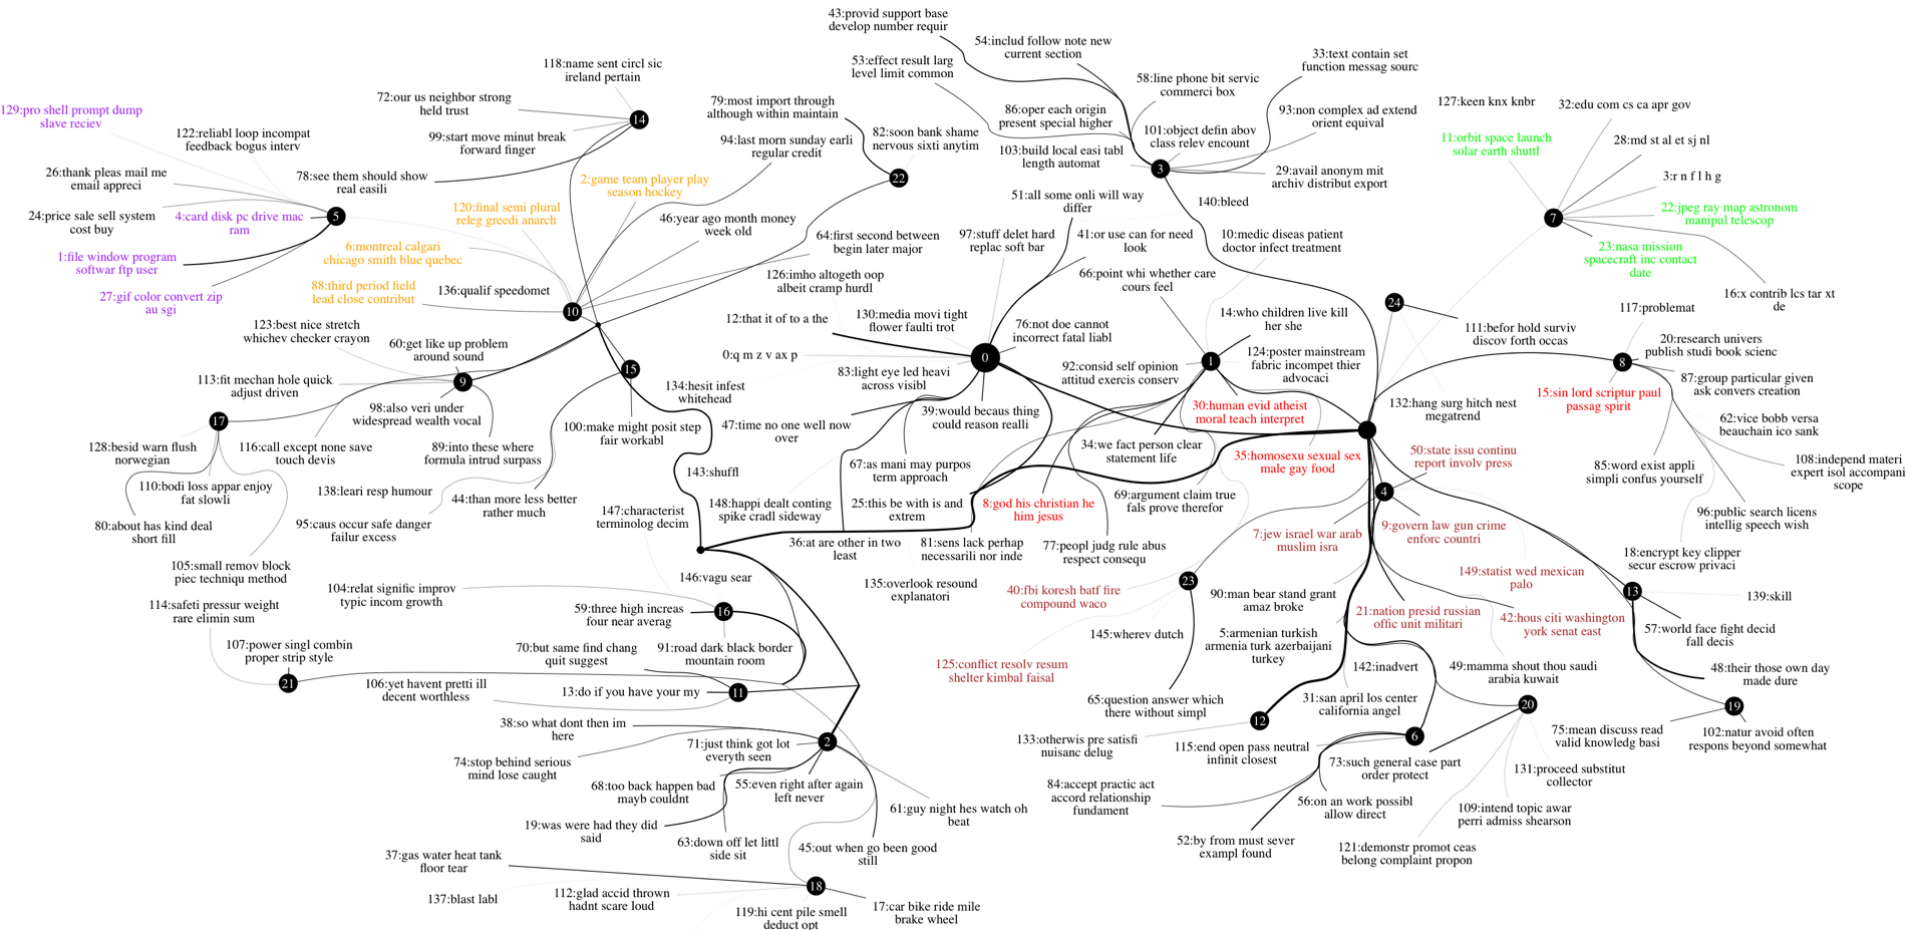 43:provid support base
develop number requir
54:includ follow note new
current section
53:effect result larg
level limit common
33:text contain set
function messag sourc
118:name sent circl sic
ireland pertain
58:line phone bit servic
commerci box
72:our us neighbor strong
held trust
79:most import through
although within maintain
86:oper each origin
present special higher
93:non complex ad extend
orient equival
127:keen knx knbr
32:edu com cs ca apr gov
129:pro shell prompt dump
slave reciev
122:reliabl loop incompat
feedback bogus interv
14
99:start move minut break
forward finger
94:last morn sunday earli
regular credit
82:soon bank shame
nervous sixti anytim
101:object defin abov
class relev encount
11:orbit space launch
solar earth shuttl
28:md st al et sj nl
26:thank pleas mail me
email appreci
78:see them should show
real easili
2:game team player play
season hockey
22
103:build local easi tabl
length automat
3
29:avail anonym mit
archiv distribut export
3:r n f l h g
24:price sale sell system
cost buy
4:card disk pc drive mac
ram
5
120:final semi plural
releg greedi anarch
46:year ago month money
week old
51:all some onli will way
differ
140:bleed
7
22:jpeg ray map astronom
manipul telescop
1:file window program
softwar ftp user
6:montreal calgari
chicago smith blue quebec
64:first second between
begin later major
97:stuff delet hard
replac soft bar
41:or use can for need
look
10:medic diseas patient
doctor infect treatment
23:nasa mission
spacecraft inc contact
date
27:gif color convert zip
au sgi
88:third period field
lead close contribut
136:qualif speedomet
10
126:imho altogeth oop
albeit cramp hurdl
66:point whi whether care
cours feel
24
16:x contrib lcs tar xt
de
123:best nice stretch
whichev checker crayon
60:get like up problem
around sound
12:that it of to a the
130:media movi tight
flower faulti trot
76:not doe cannot
incorrect fatal liabl
14:who children live kill
her she
111:befor hold surviv
discov forth occas
117:problemat
20:research univers
publish studi book scienc
0:q m z v ax p
0
1
124:poster mainstream
fabric incompet thier
advocaci
8
113:fit mechan hole quick
adjust driven
9
15
134:hesit infest
whitehead
83:light eye led heavi
across visibl
92:consid self opinion
attitud exercis conserv
87:group particular given
ask convers creation
15:sin lord scriptur paul
passag spirit
17
98:also veri under
widespread wealth vocal
100:make might posit step
fair workabl
47:time no one well now
over
39:would becaus thing
could reason realli
30:human evid atheist
moral teach interpret
132:hang surg hitch nest
megatrend
62:vice bobb versa
beauchain ico sank
128:besid warn flush
norwegian
116:call except none save
touch devis
89:into these where
formula intrud surpass
34:we fact person clear
statement life
35:homosexu sexual sex
male gay food
50:state issu continu
report involv press
85:word exist appli
simpli confus yourself
108:independ materi
expert isol accompani
scope
110:bodi loss appar enjoy
fat slowli
138:leari resp humour
44:than more less better
rather much
143:shuffl
67:as mani may purpos
term approach
69:argument claim true
fals prove therefor
4
80:about has kind deal
short fill
95:caus occur safe danger
failur excess
147:characterist
terminolog decim
148:happi dealt conting
spike cradl sideway
25:this be with is and
extrem
8:god his christian he
him jesus
96:public search licens
intellig speech wish
7:jew israel war arab
muslim isra
9:govern law gun crime
enforc countri
105:small remov block
piec techniqu method
36:at are other in two
least
81:sens lack perhap
necessarili nor inde
77:peopl judg rule abus
respect consequ
18:encrypt key clipper
secur escrow privaci
104:relat signific improv
typic incom growth
146:vagu sear
135:overlook resound
explanatori
40:fbi koresh batf fire
compound waco
23
149:statist wed mexican
palo
13
139:skill
114:safeti pressur weight
rare elimin sum
59:three high increas
four near averag
16
90:man bear stand grant
amaz broke
21:nation presid russian
offic unit militari
42:hous citi washington
york senat east
57:world face fight decid
fall decis
107:power singl combin
proper strip style
70:but same find chang
quit suggest
91:road dark black border
mountain room
145:wherev dutch
5:armenian turkish
armenia turk azerbaijani
turkey
21
106:yet havent pretti ill
decent worthless
13:do if you have your my
11
125:conflict resolv resum
shelter kimbal faisal
142:inadvert
49:mamma shout thou saudi
arabia kuwait
48:their those own day
made dure
38:so what dont then im
here
65:question answer which
there without simpl
31:san april los center
california angel
12
20
19
71:just think got lot
everyth seen
2
133:otherwis pre satisfi
nuisanc delug
115:end open pass neutral
infinit closest
6
75:mean discuss read
valid knowledg basi
102:natur avoid often
respons beyond somewhat
74:stop behind serious
mind lose caught
68:too back happen bad
mayb couldnt
55:even right after again
left never
61:guy night hes watch oh
beat
84:accept practic act
accord relationship
fundament
73:such general case part
order protect
131:proceed substitut
collector
19:was were had they did
said
63:down off let littl
side sit
45:out when go been good
still
56:on an work possibl
allow direct
109:intend topic awar
perri admiss shearson
52:by from must sever
exampl found
121:demonstr promot ceas
belong complaint propon
37:gas water heat tank
floor tear
18
137:blast labl
112:glad accid thrown
hadnt scare loud
119:hi cent pile smell
deduct opt
17:car bike ride mile
brake wheel